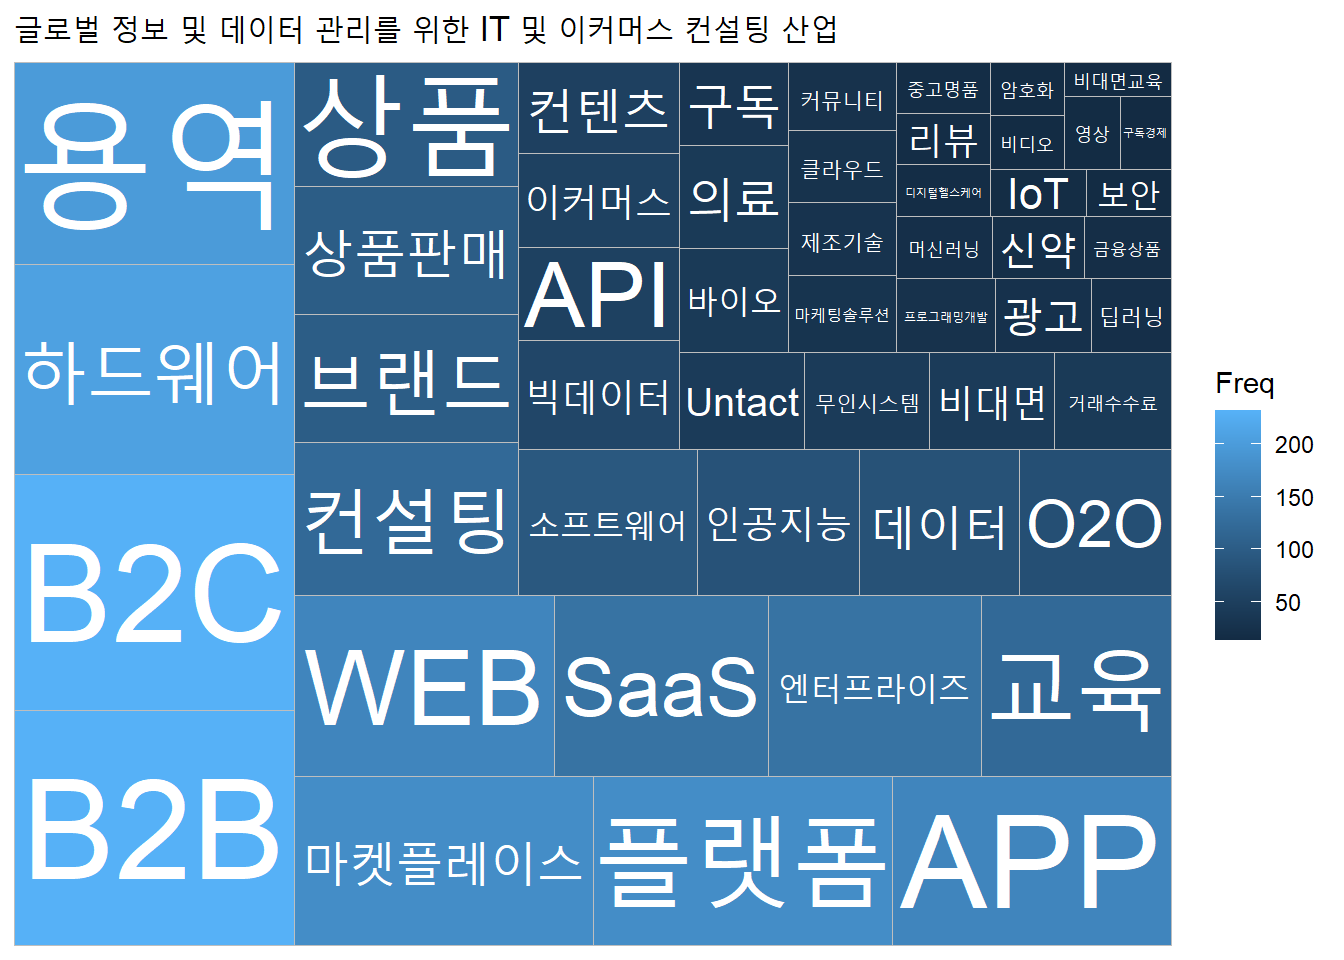 글로벌 정보 및 데이터 관리를 위한 IT 및 이커머스 컨설팅 산업
용역
하드웨어
B2C
B2B
상품
상품판매
브랜드
컨설팅
컨텐츠
이커머스
API
빅데이터
구독
의료
바이오
커뮤니티
클라우드
제조기술
마케팅솔루션
중고명품
리뷰
디지털헬스케어
암호화
비디오
비대면교육
영상
구독경제
IoT
보안
머신러닝
신약
금융상품
프로그래밍개발
광고
딥러닝
Untact
무인시스템
비대면
거래수수료
소프트웨어
인공지능
데이터
O2O
WEB
SaaS
엔터프라이즈
교육
마켓플레이스
플랫폼
APP
Freq
200
150
100
50